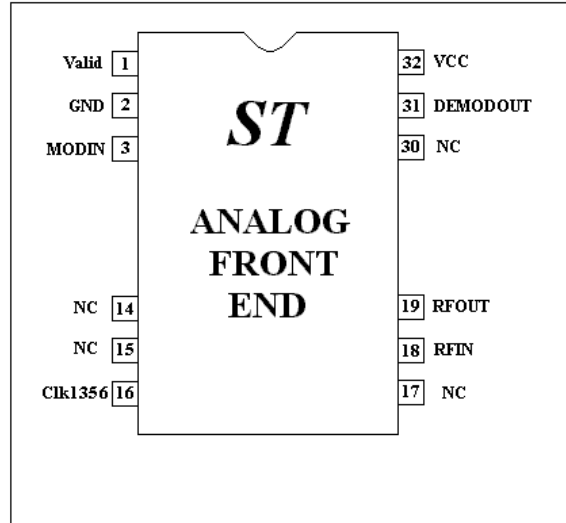 Valid 1
GND 2
MODIN 3
NC 14
NC 15
Clk1356 16
ST
ANALOG
FRONT
END
32 VCC
31 DEMODOUT
30 NC
19 RFOUT
18 RFIN
17 NC